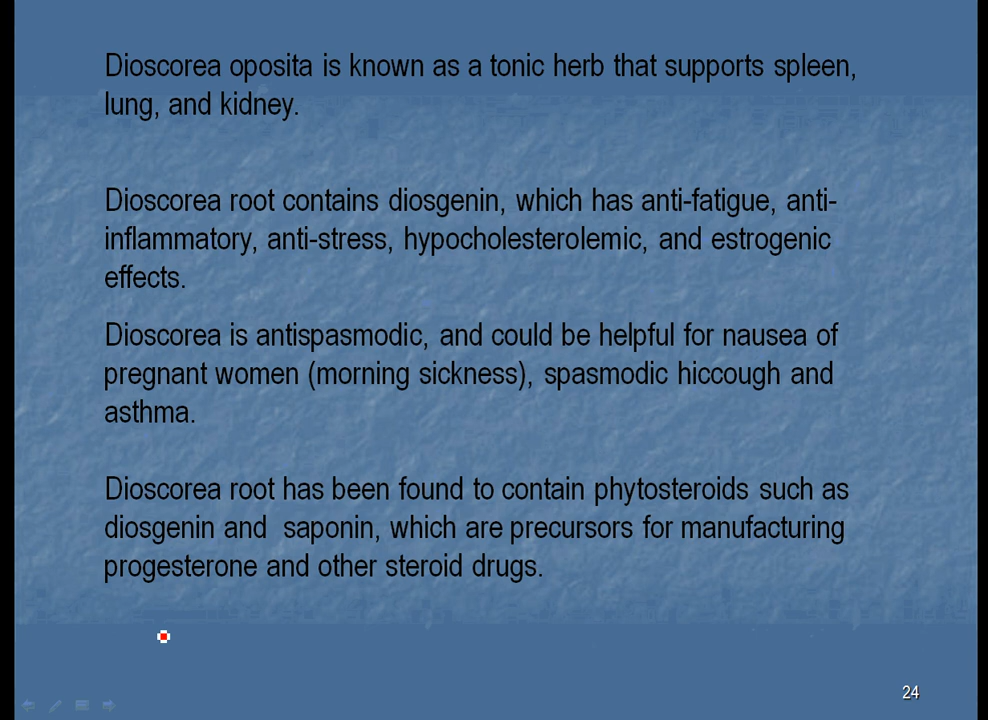 Dioscorea oposita is known as a tonic herb that supports spleen,
lung, and kidney.
Dioscorea root contains diosgenin, which has anti-fatigue, anti-
inflammatory, anti-stress, hypocholesterolemic, and estrogenic
effects.
Dioscorea is antispasmodic, and could be helpful for nausea of
pregnant women (morning sickness), spasmodic hiccough and
asthma.
Dioscorea root has been found to contain phytosteroids such as
diosgenin and  saponin, which are precursors for manufacturing
progesterone and other steroid drugs.
24